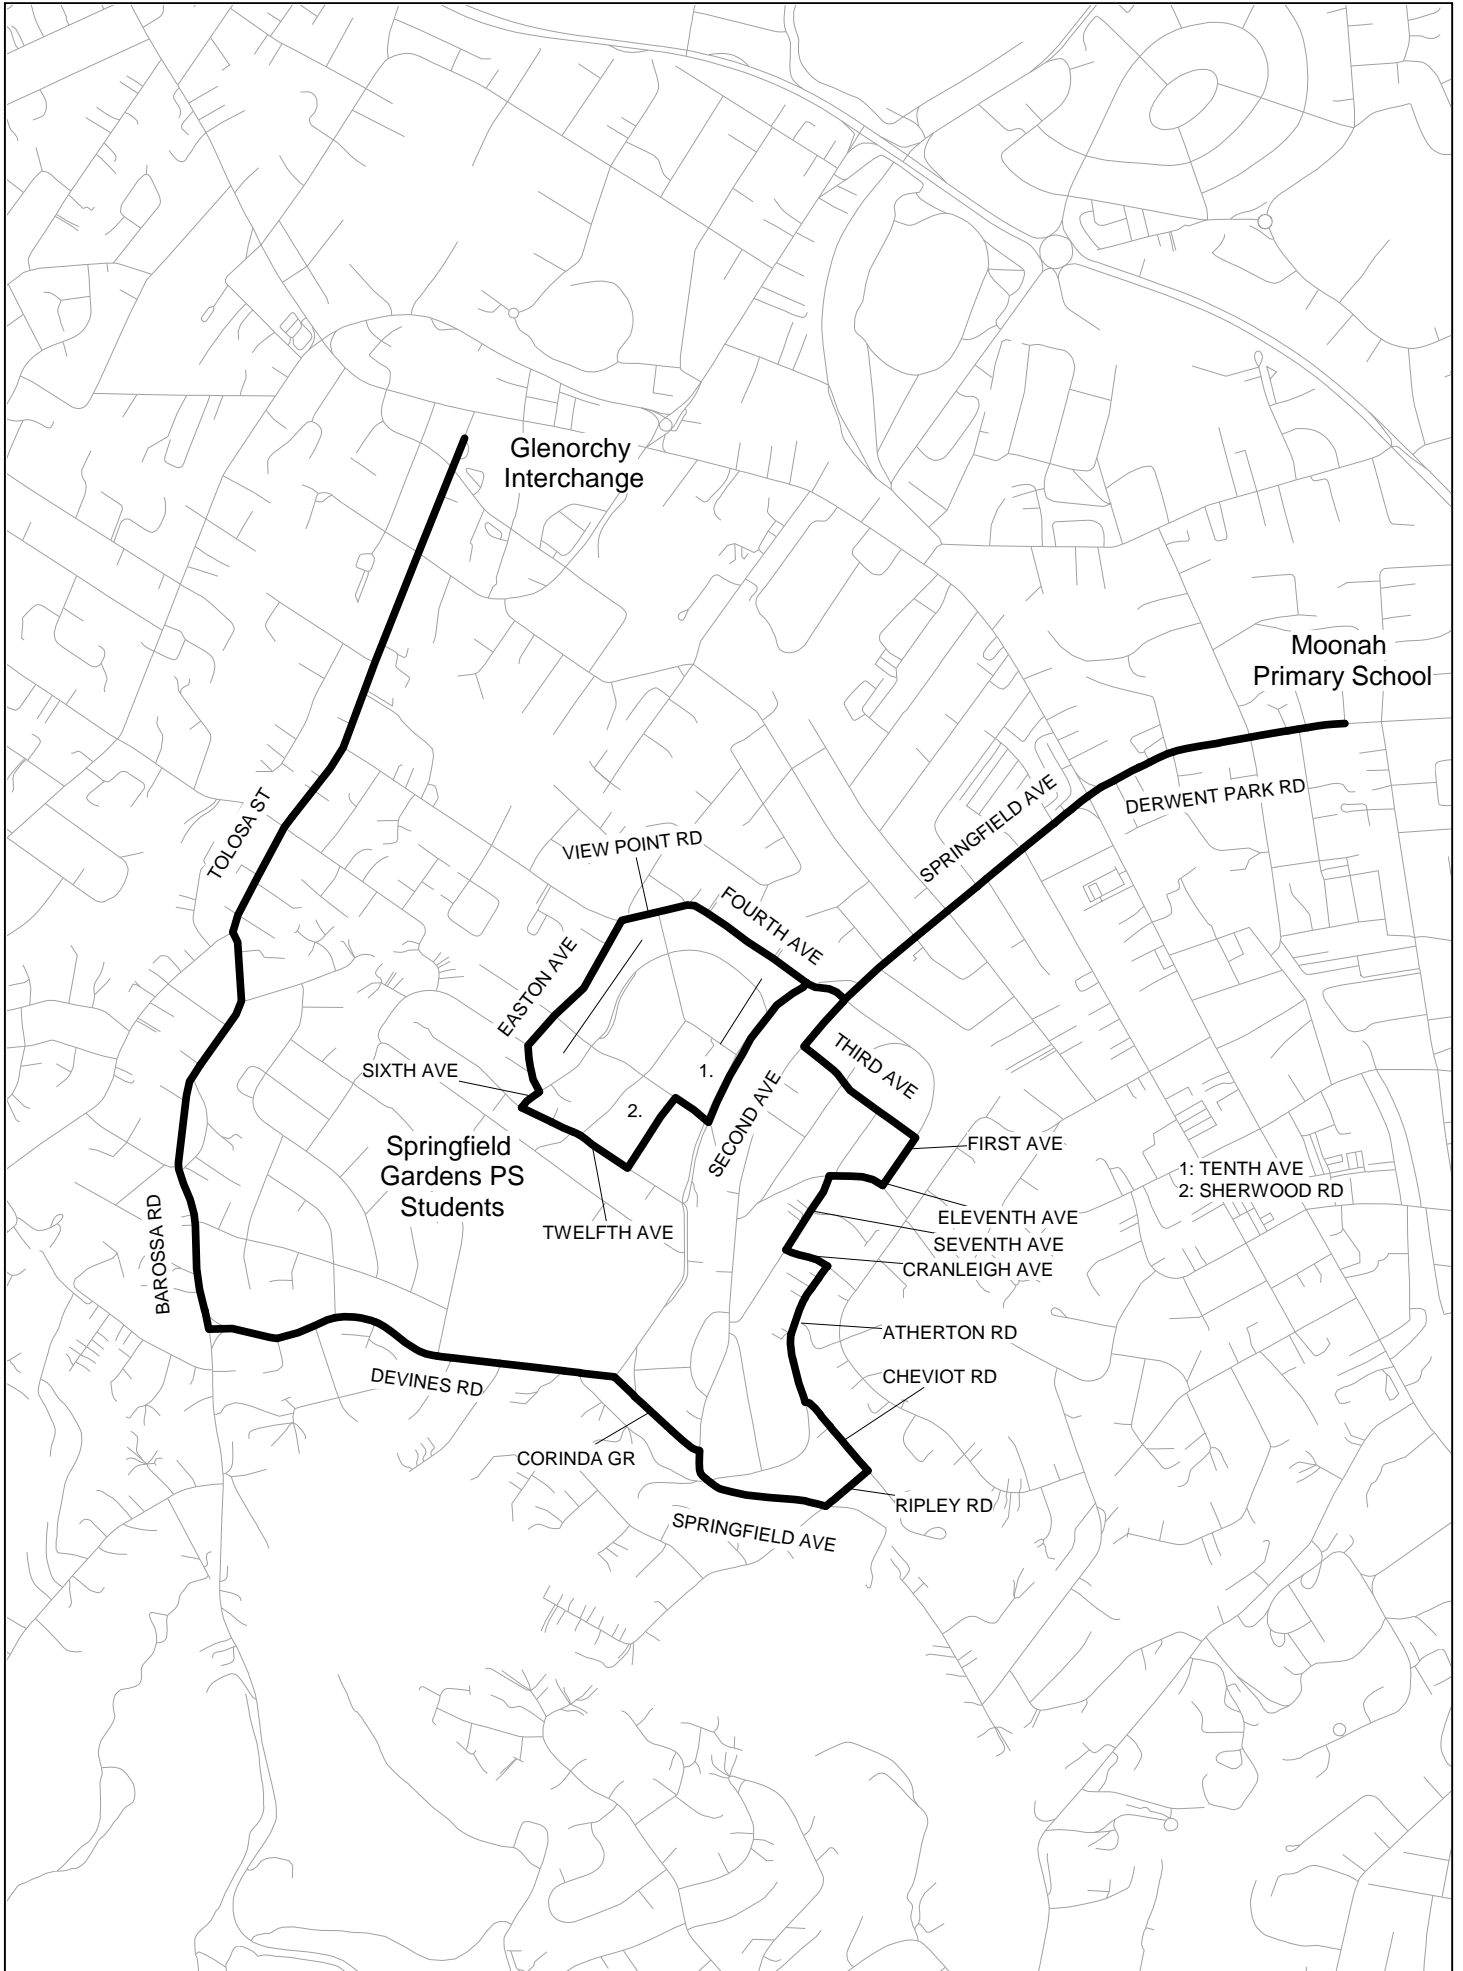 Glenorchy
Interchange
Moonah
Primary School
SPRINGFIELD AVE
DERWENT PARK RD
TOLOSA ST
VIEW POINT RD
FOURTH AVE
EASTON AVE
THIRD AVE
SIXTH AVE
1.
2.
SECOND AVE
Springfield
Gardens PS
Students
FIRST AVE
1: TENTH AVE
2: SHERWOOD RD
BAROSSA RD
TWELFTH AVE
ELEVENTH AVE
SEVENTH AVE
CRANLEIGH AVE
ATHERTON RD
DEVINES RD
CHEVIOT RD
CORINDA GR
RIPLEY RD
SPRINGFIELD AVE